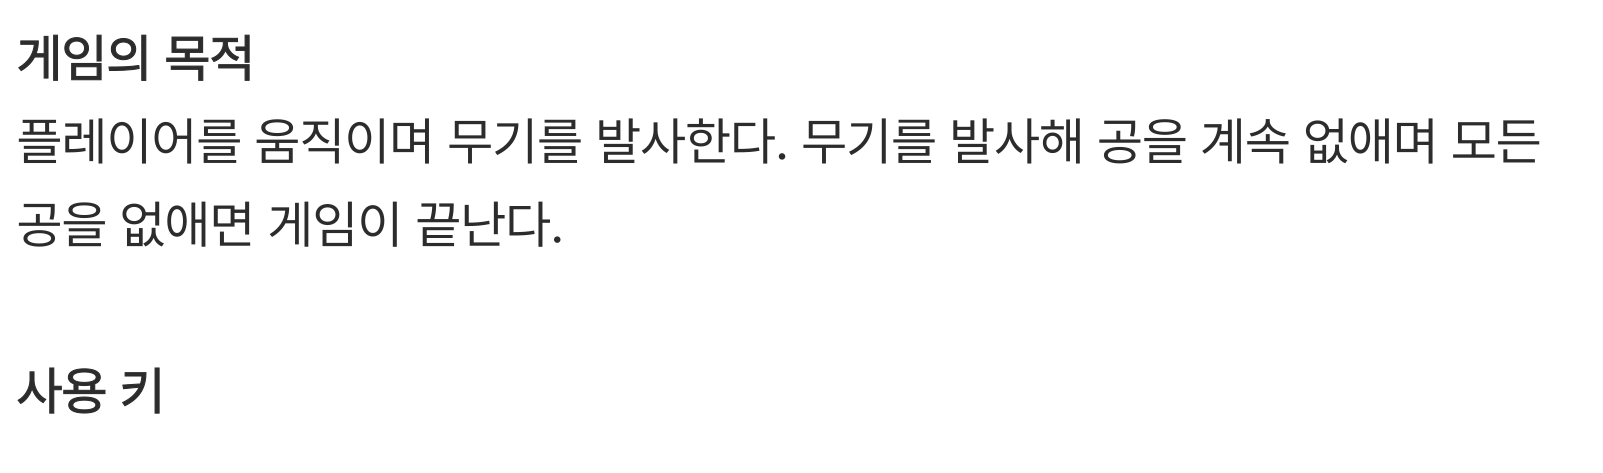 게임의 목적
플레이어를 움직이며 무기를 발사한다. 무기를 발사해 공을 계속 없애며 모든
공을 없애면 게임이 끝난다.
사용 키